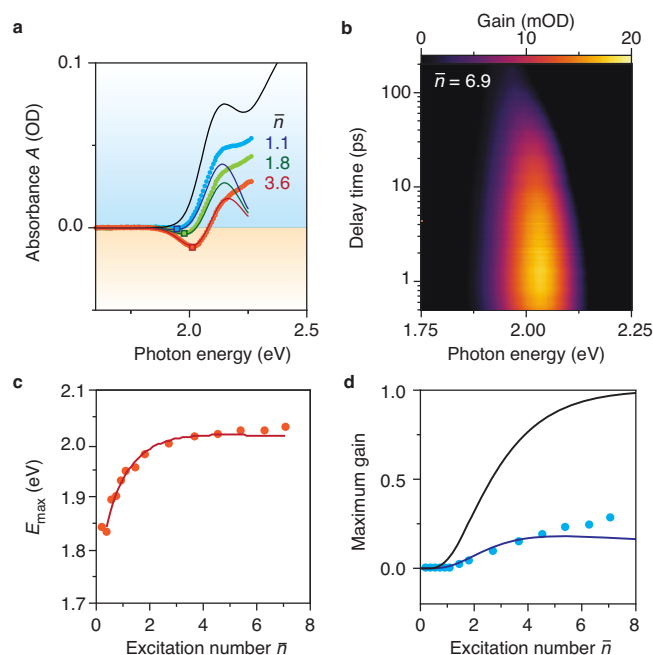 a
0.1
0.0
Absorbance A (OD)
n̄
1.1
1.8
3.6
2.0
2.5
Photon energy (eV)
b
Gain (mOD)
0
10
20
n̄ = 6.9
100
10
1
Delay time (ps)
1.75
2.00
2.25
Photon energy (eV)
c
2.1
2.0
1.9
1.8
1.7
Emax (eV)
0
2
4
6
8
Excitation number n̄
d
1.0
0.5
0.0
Maximum gain
0
2
4
6
8
Excitation number n̄